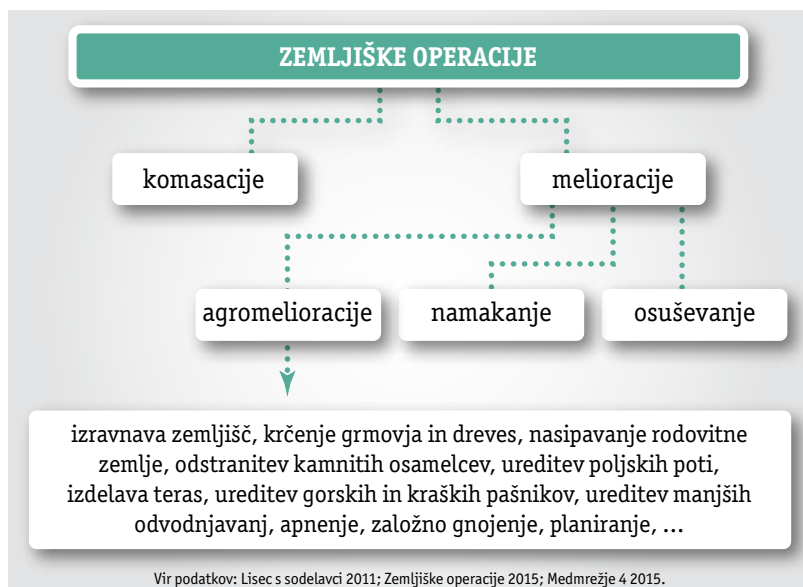 ZEMLJIŠKE OPERACIJE
komasacije
melioracije
agromelioracije
namakanje
osuševanje
izravnava zemljišč, krčenje grmovja in dreves, nasipavanje rodovitne
zemlje, odstranitev kamnitih osamelcev, ureditev poljskih poti,
izdelava teras, ureditev gorskih in kraških pašnikov, ureditev manjših
odvodnjavanj, apnenje, založno gnojenje, planiranje, …
Vir podatkov: Lisec s sodelavci 2011; Zemljiške operacije 2015; Medmrežje 4 2015.